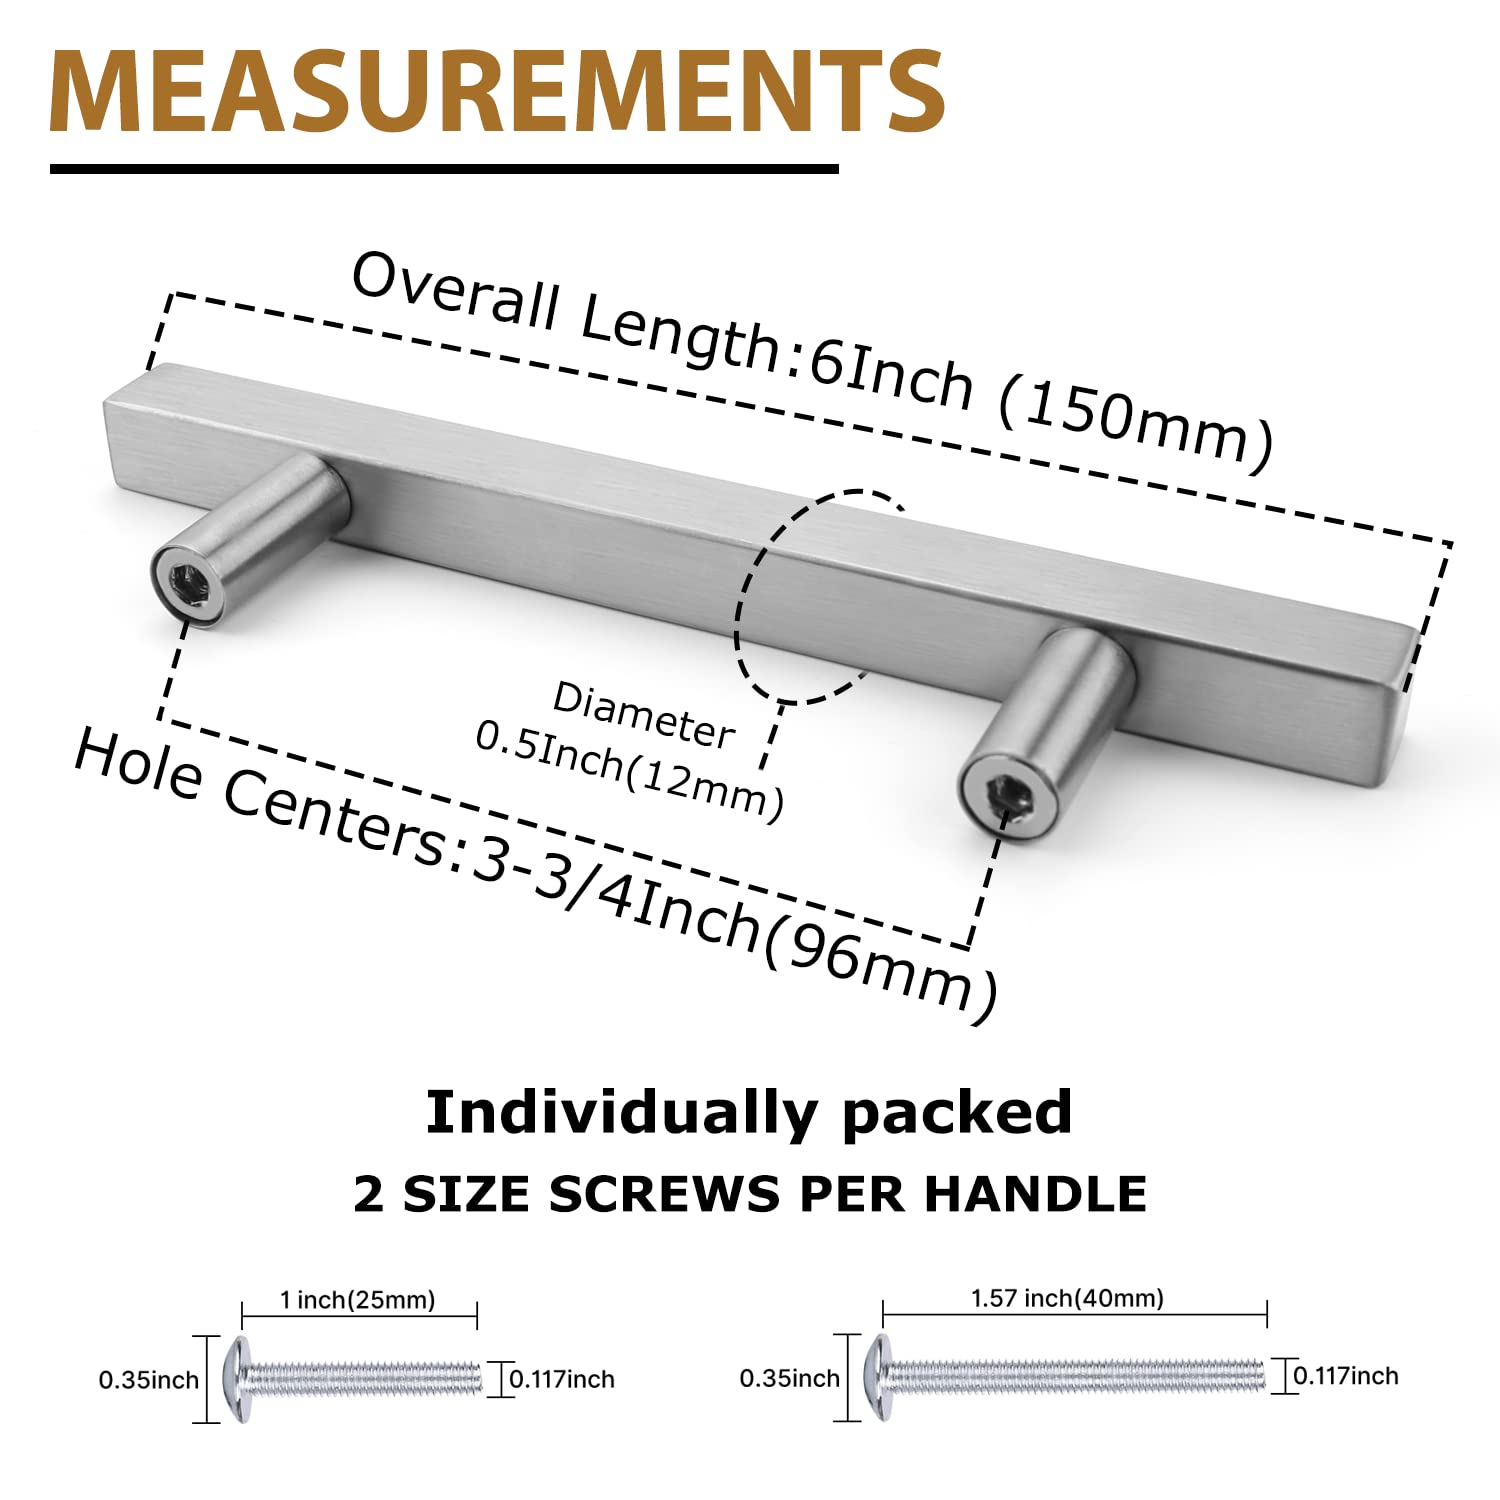 MEASUREMENTS
Overall Length:6Inch (150mm)
Diameter
0.5Inch(12mm)
Hole Centers:3-3/4Inch(96mm)
Individually packed
2 SIZE SCREWS PER HANDLE
1 inch(25mm)
0.35inch
0.117inch
1.57 inch(40mm)
0.35inch
0.117inch